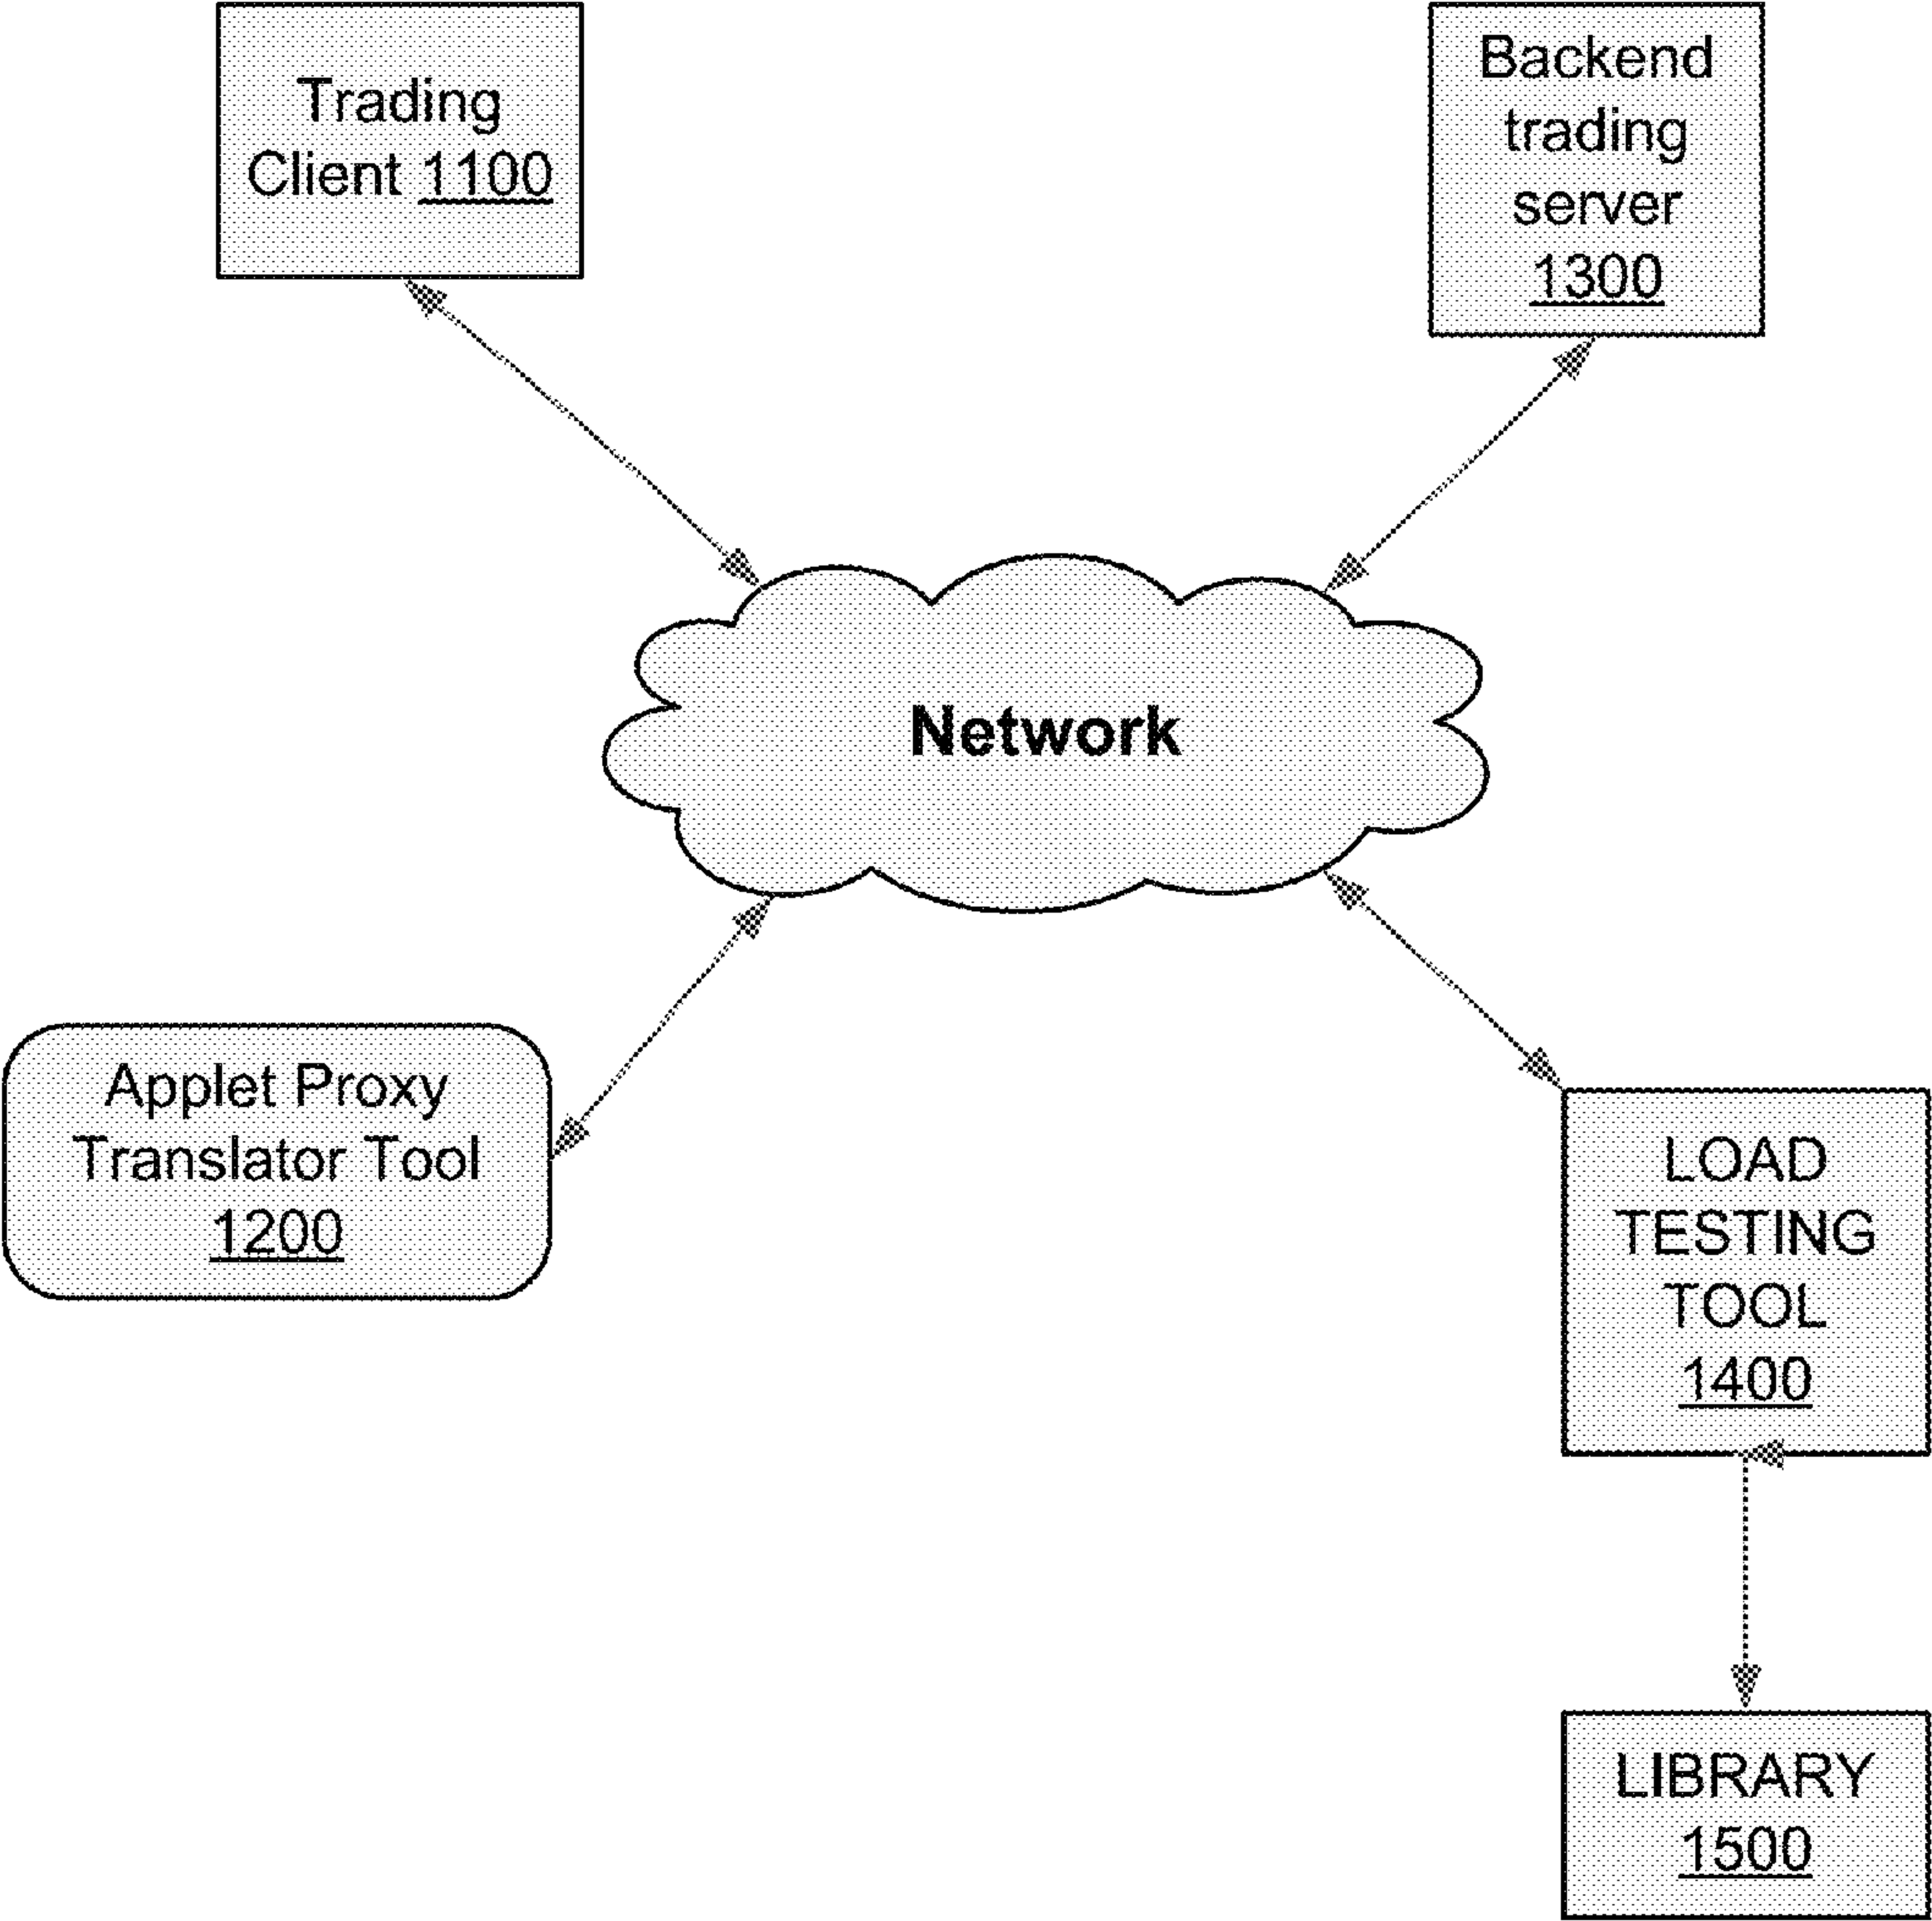 Trading
Client 1100
Backend
trading
server
1300
Network
Applet Proxy
Translator Tool
1200
LOAD
TESTING
TOOL
1400
LIBRARY
1500